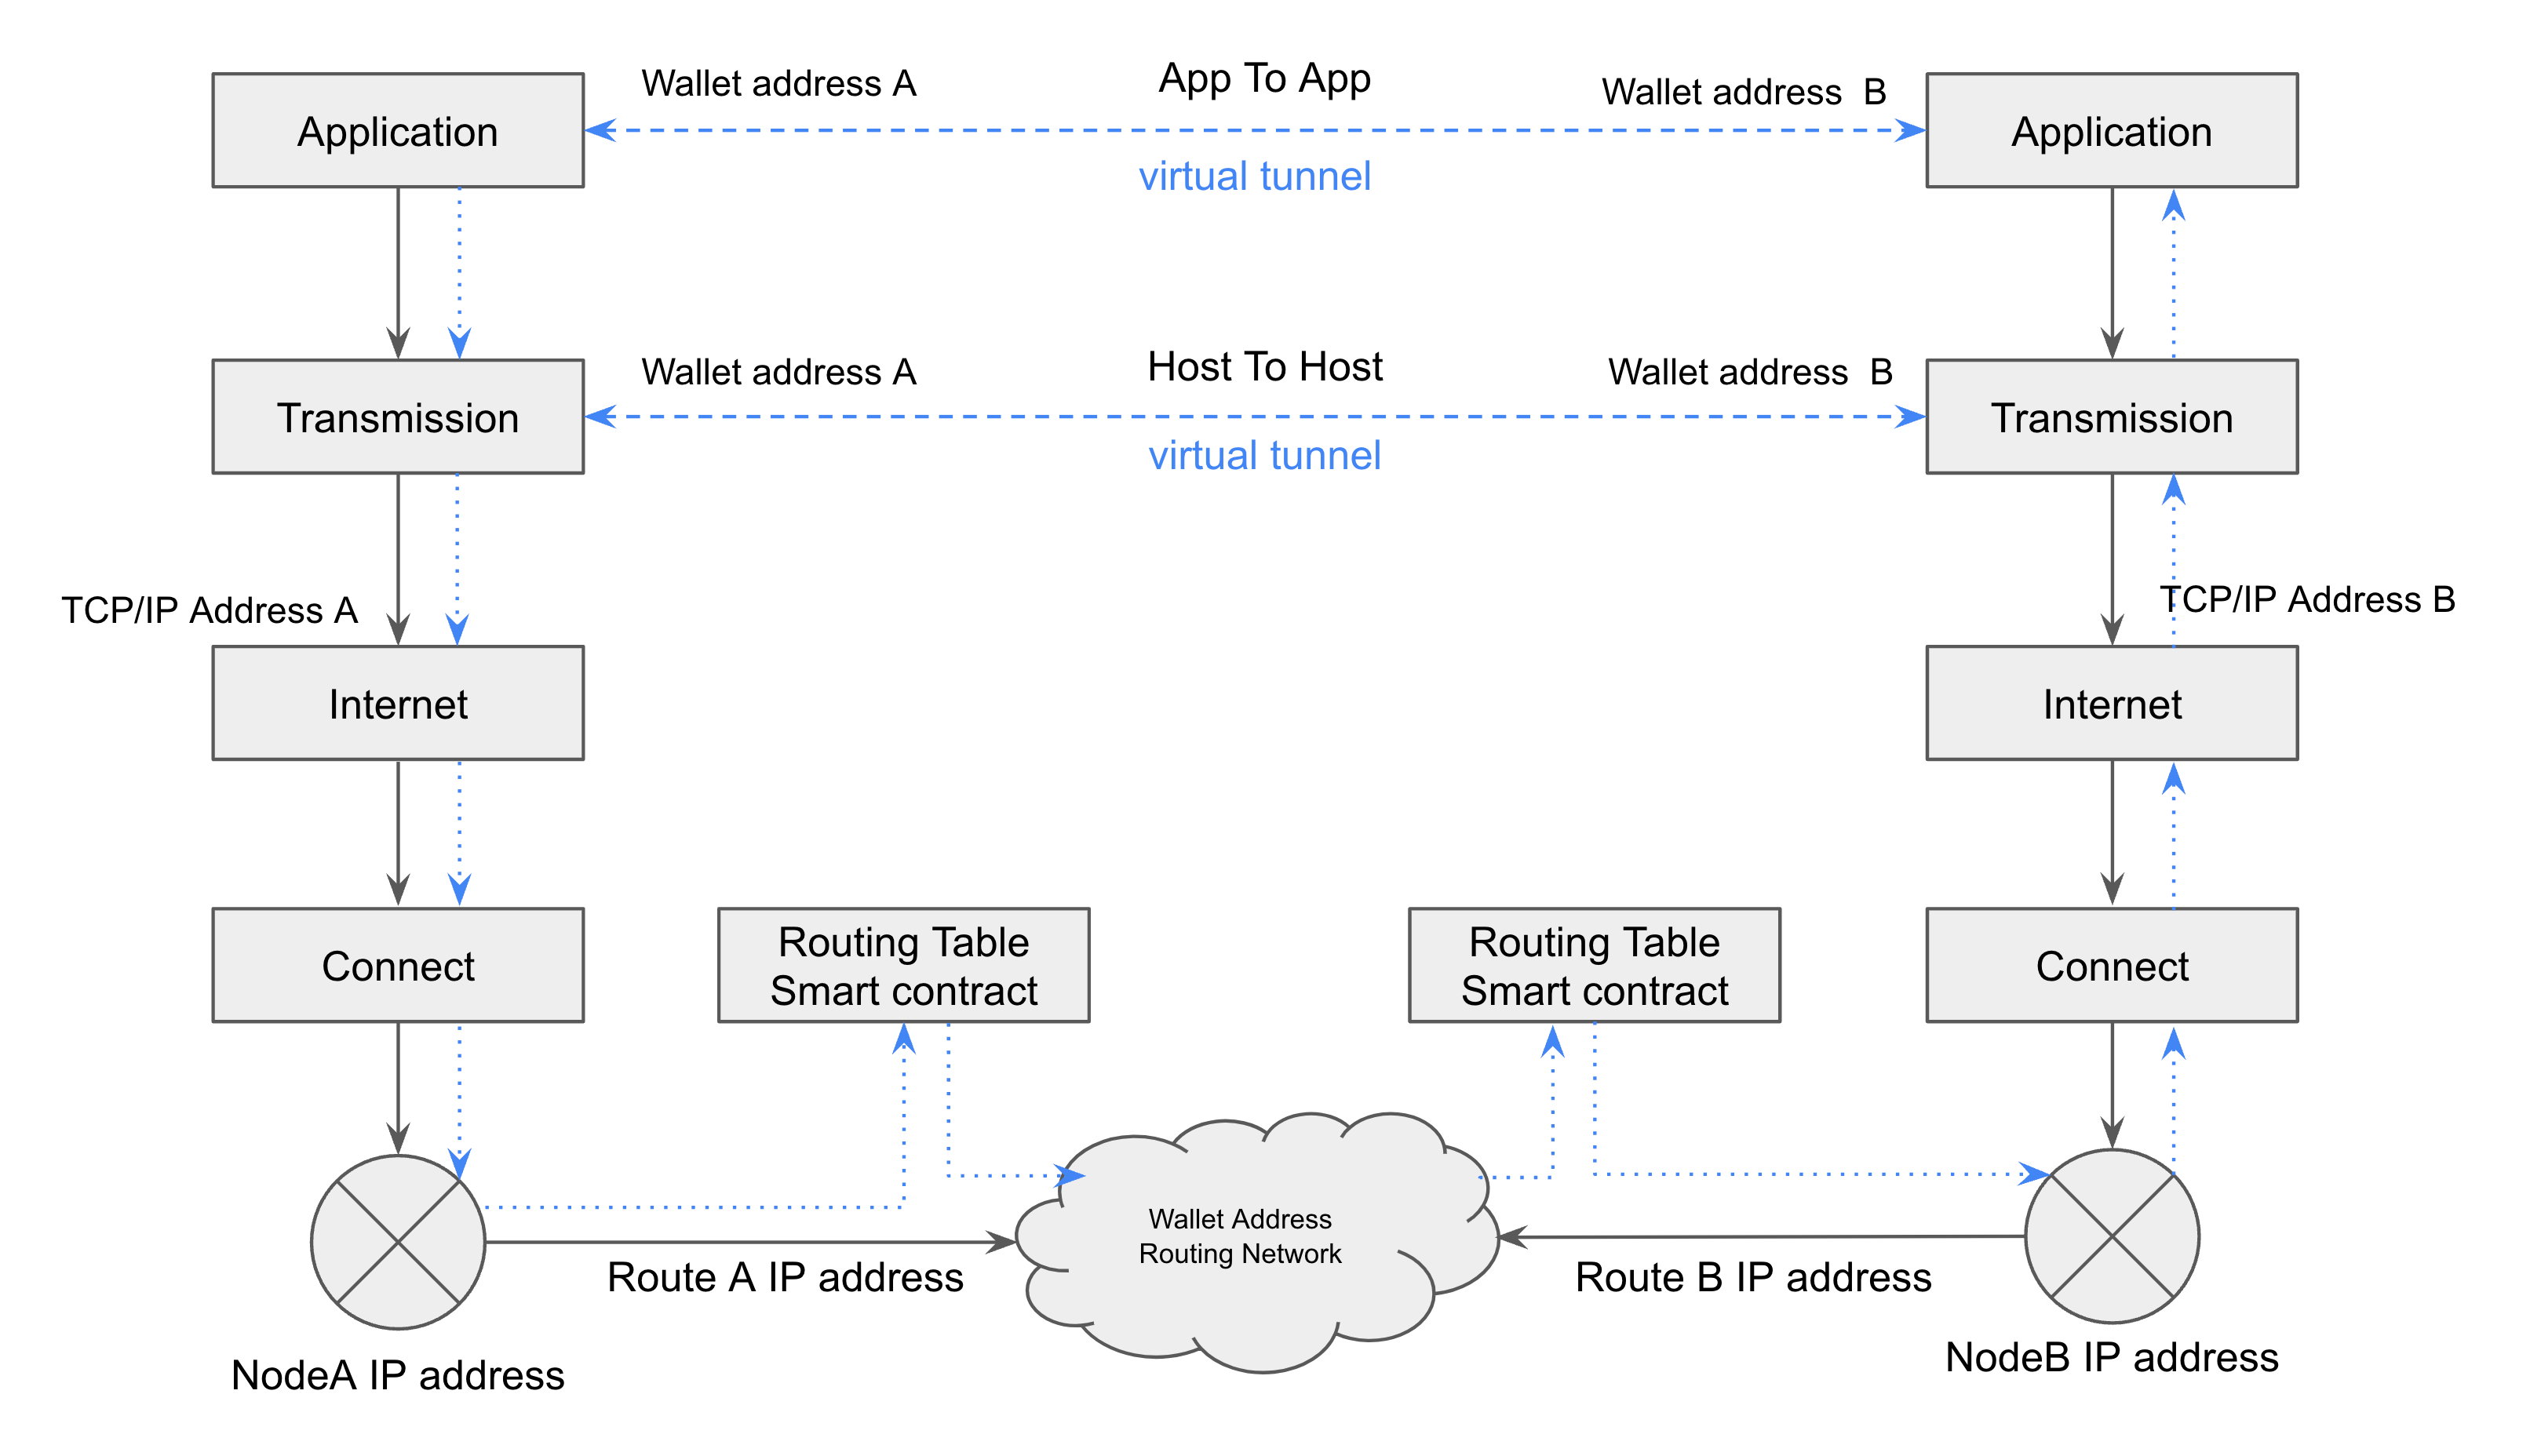 Wallet address A
App To App
Wallet address  B
Application
Application
virtual tunnel
Wallet address A
Host To Host
Wallet address  B
Transmission
Transmission
virtual tunnel
TCP/IP Address A
TCP/IP Address B
Internet
Internet
Connect
Routing Table
Smart contract
Routing Table
Smart contract
Connect
Wallet Address
Routing Network
Route A IP address
Route B IP address
NodeA IP address
NodeB IP address